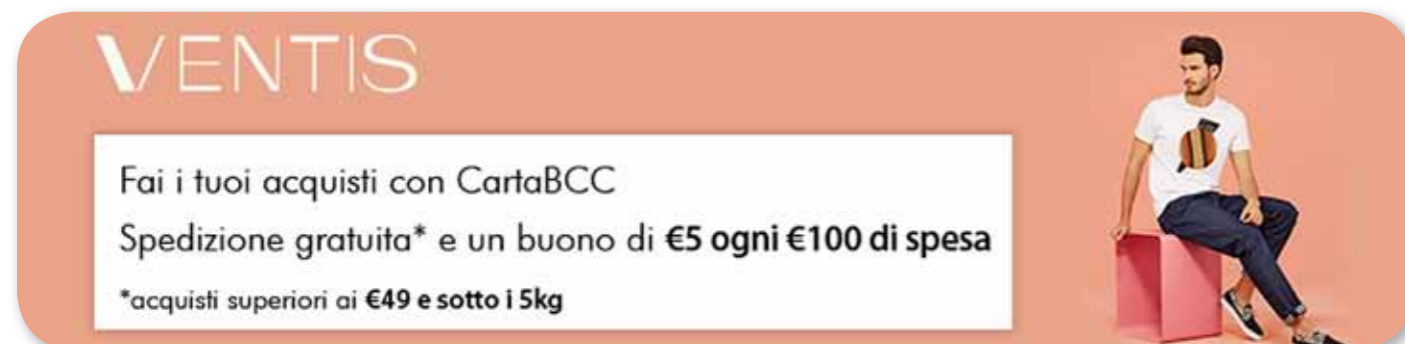 VENTIS
Fai i tuoi acquisti con CartaBCC
Spedizione gratuita* e un buono di €5 ogni €100 di spesa
*acquisti superiori ai €49 e sotto i 5kg